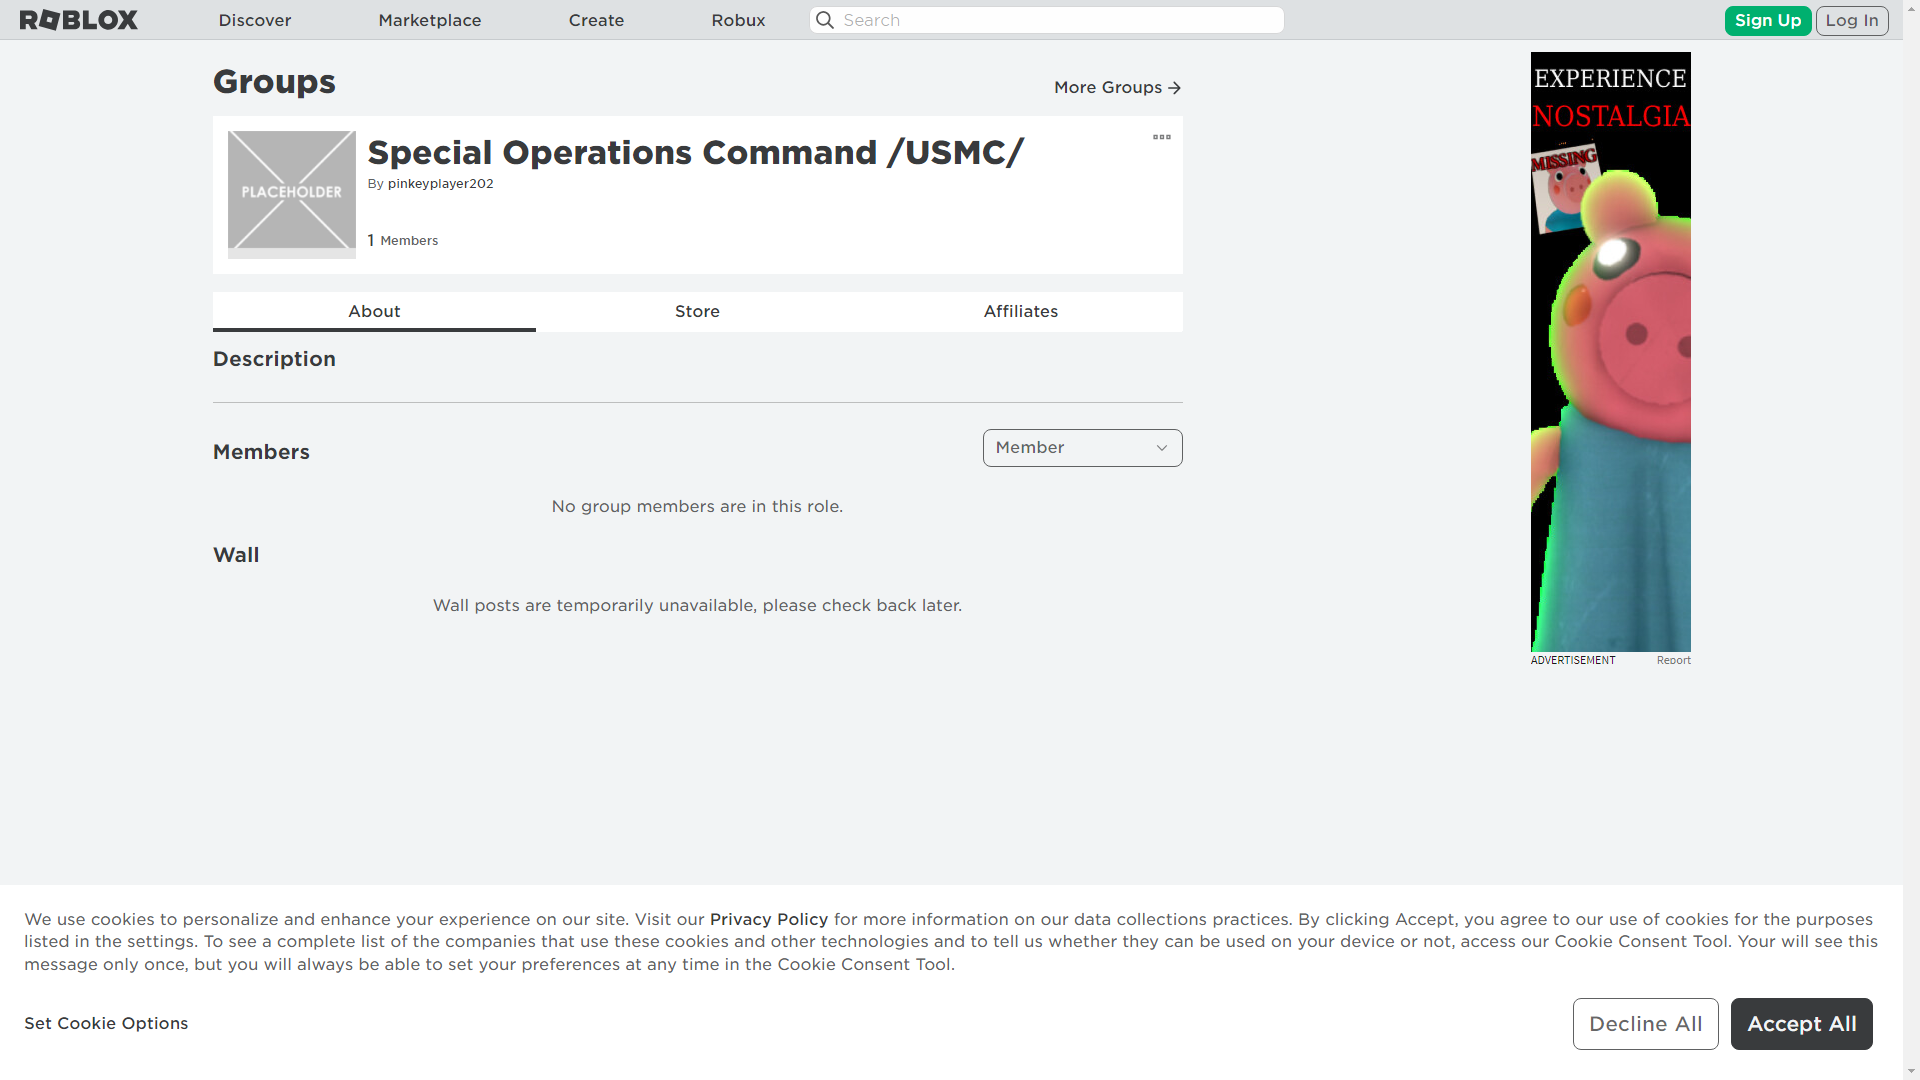 ROBLOX Discover Marketplace Create Robux Search Sign Up Log In
Groups
More Groups
PLACEHOLDER
Special Operations Command /USMC/
By pinkeyplayer202
1 Members
About Store Affiliates
Description
Members
Member
No group members are in this role.
Wall
Wall posts are temporarily unavailable, please check back later.
EXPERIENCE
NOSTALGIA
MISSING
ADVERTISEMENT Report
We use cookies to personalize and enhance your experience on our site. Visit our Privacy Policy for more information on our data collections practices. By clicking Accept, you agree to our use of cookies for the purposes
listed in the settings. To see a complete list of the companies that use these cookies and other technologies and to tell us whether they can be used on your device or not, access our Cookie Consent Tool. Your will see this
message only once, but you will always be able to set your preferences at any time in the Cookie Consent Tool.
Set Cookie Options
Decline All
Accept All